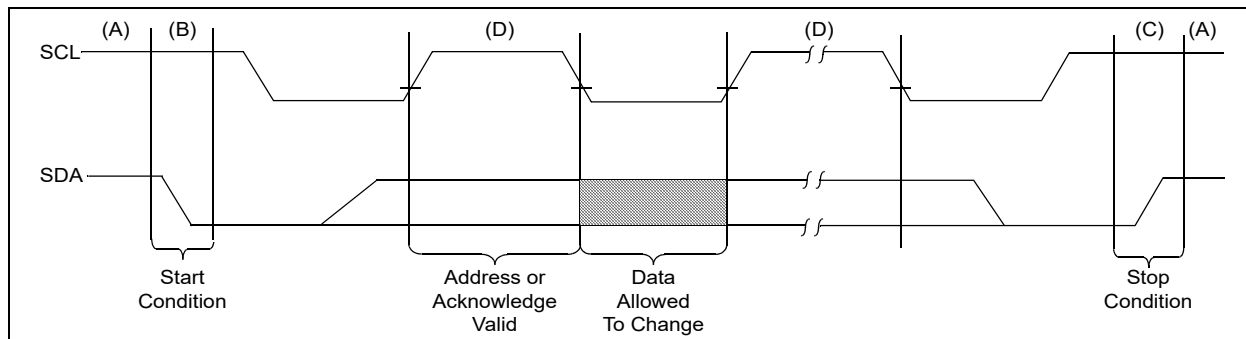 (A) (B) (D) (D) (C) (A)
SCL
SDA
Start
Condition
Address or
Acknowledge
Valid
Data
Allowed
To Change
Stop
Condition